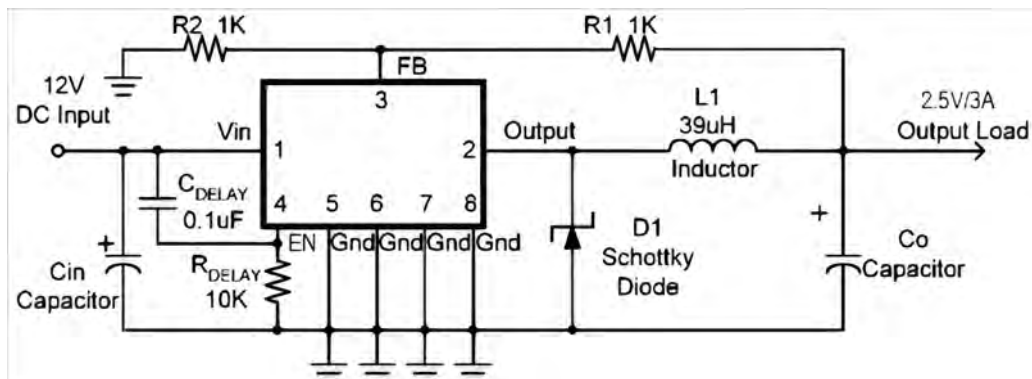 R2 1K
R1 1K
FB
3
12V
DC Input
Vin
1
2
Output
L1
39uH
Inductor
2.5V/3A
Output Load
C_DELAY
0.1uF
4 5 6 7 8
EN Gnd Gnd Gnd Gnd
+
Cin
Capacitor
R_DELAY
10K
D1
Schottky
Diode
+
Co
Capacitor